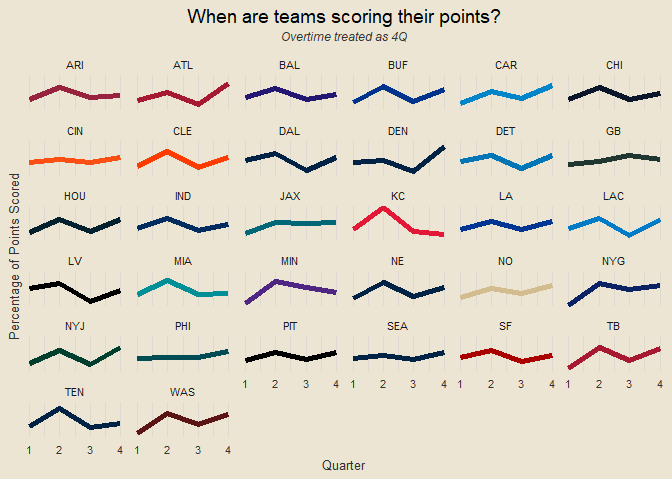 When are teams scoring their points?
Overtime treated as 4Q
Percentage of Points Scored
ARI ATL BAL BUF CAR CHI
CIN CLE DAL DEN DET GB
HOU IND JAX KC LA LAC
LV MIA MIN NE NO NYG
NYJ PHI PIT SEA SF TB
1 2 3 4 1 2 3 4 1 2 3 4 1 2 3 4
TEN WAS
1 2 3 4 1 2 3 4
Quarter